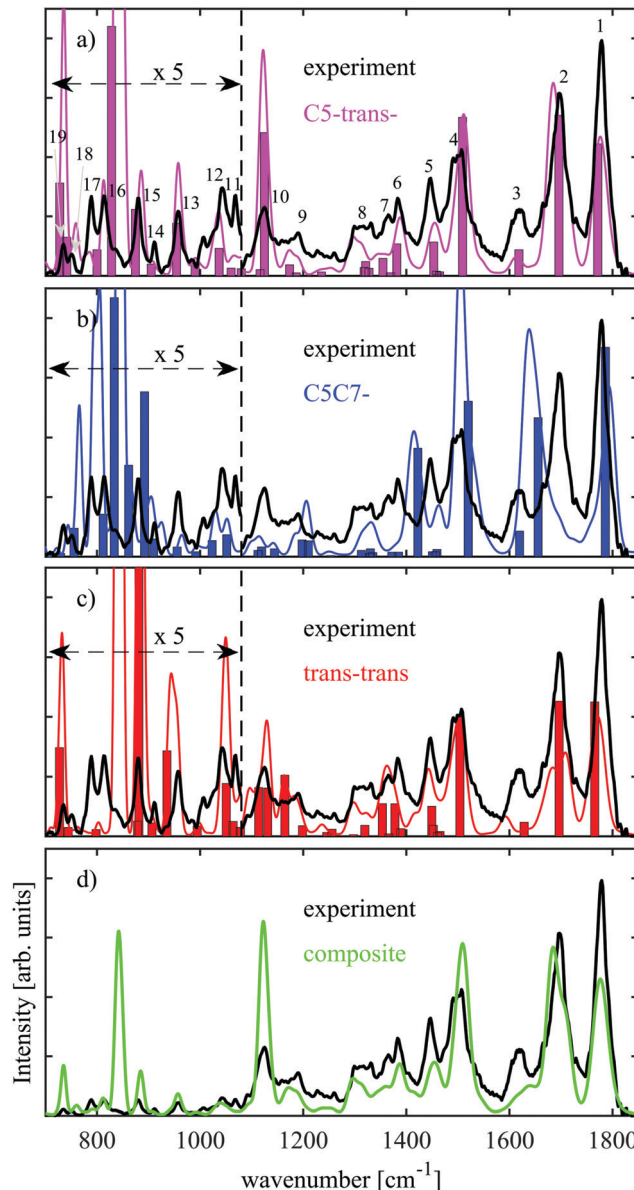 a)
1
x 5
experiment
2
C5-trans-
19
18
17
16
15
14
13
12
11
10
9
8
7
6
5
4
3
b)
x 5
experiment
C5C7-
c)
x 5
experiment
trans-trans
d)
experiment
composite
Intensity [arb. units]
800 1000 1200 1400 1600 1800
wavenumber [cm⁻¹]